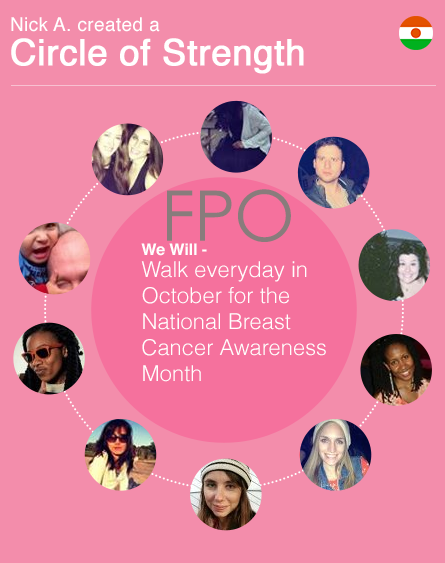 Nick A. created a
Circle of Strength
FPO
We Will -
Walk everyday in
October for the
National Breast
Cancer Awareness
Month